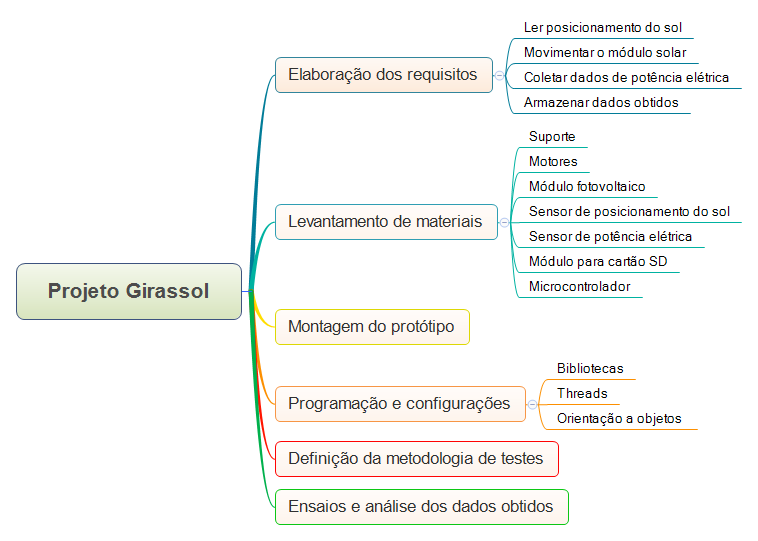 Projeto Girassol
Elaboração dos requisitos
Ler posicionamento do sol
Movimentar o módulo solar
Coletar dados de potência elétrica
Armazenar dados obtidos
Levantamento de materiais
Suporte
Motores
Módulo fotovoltaico
Sensor de posicionamento do sol
Sensor de potência elétrica
Módulo para cartão SD
Microcontrolador
Montagem do protótipo
Programação e configurações
Bibliotecas
Threads
Orientação a objetos
Definição da metodologia de testes
Ensaios e análise dos dados obtidos